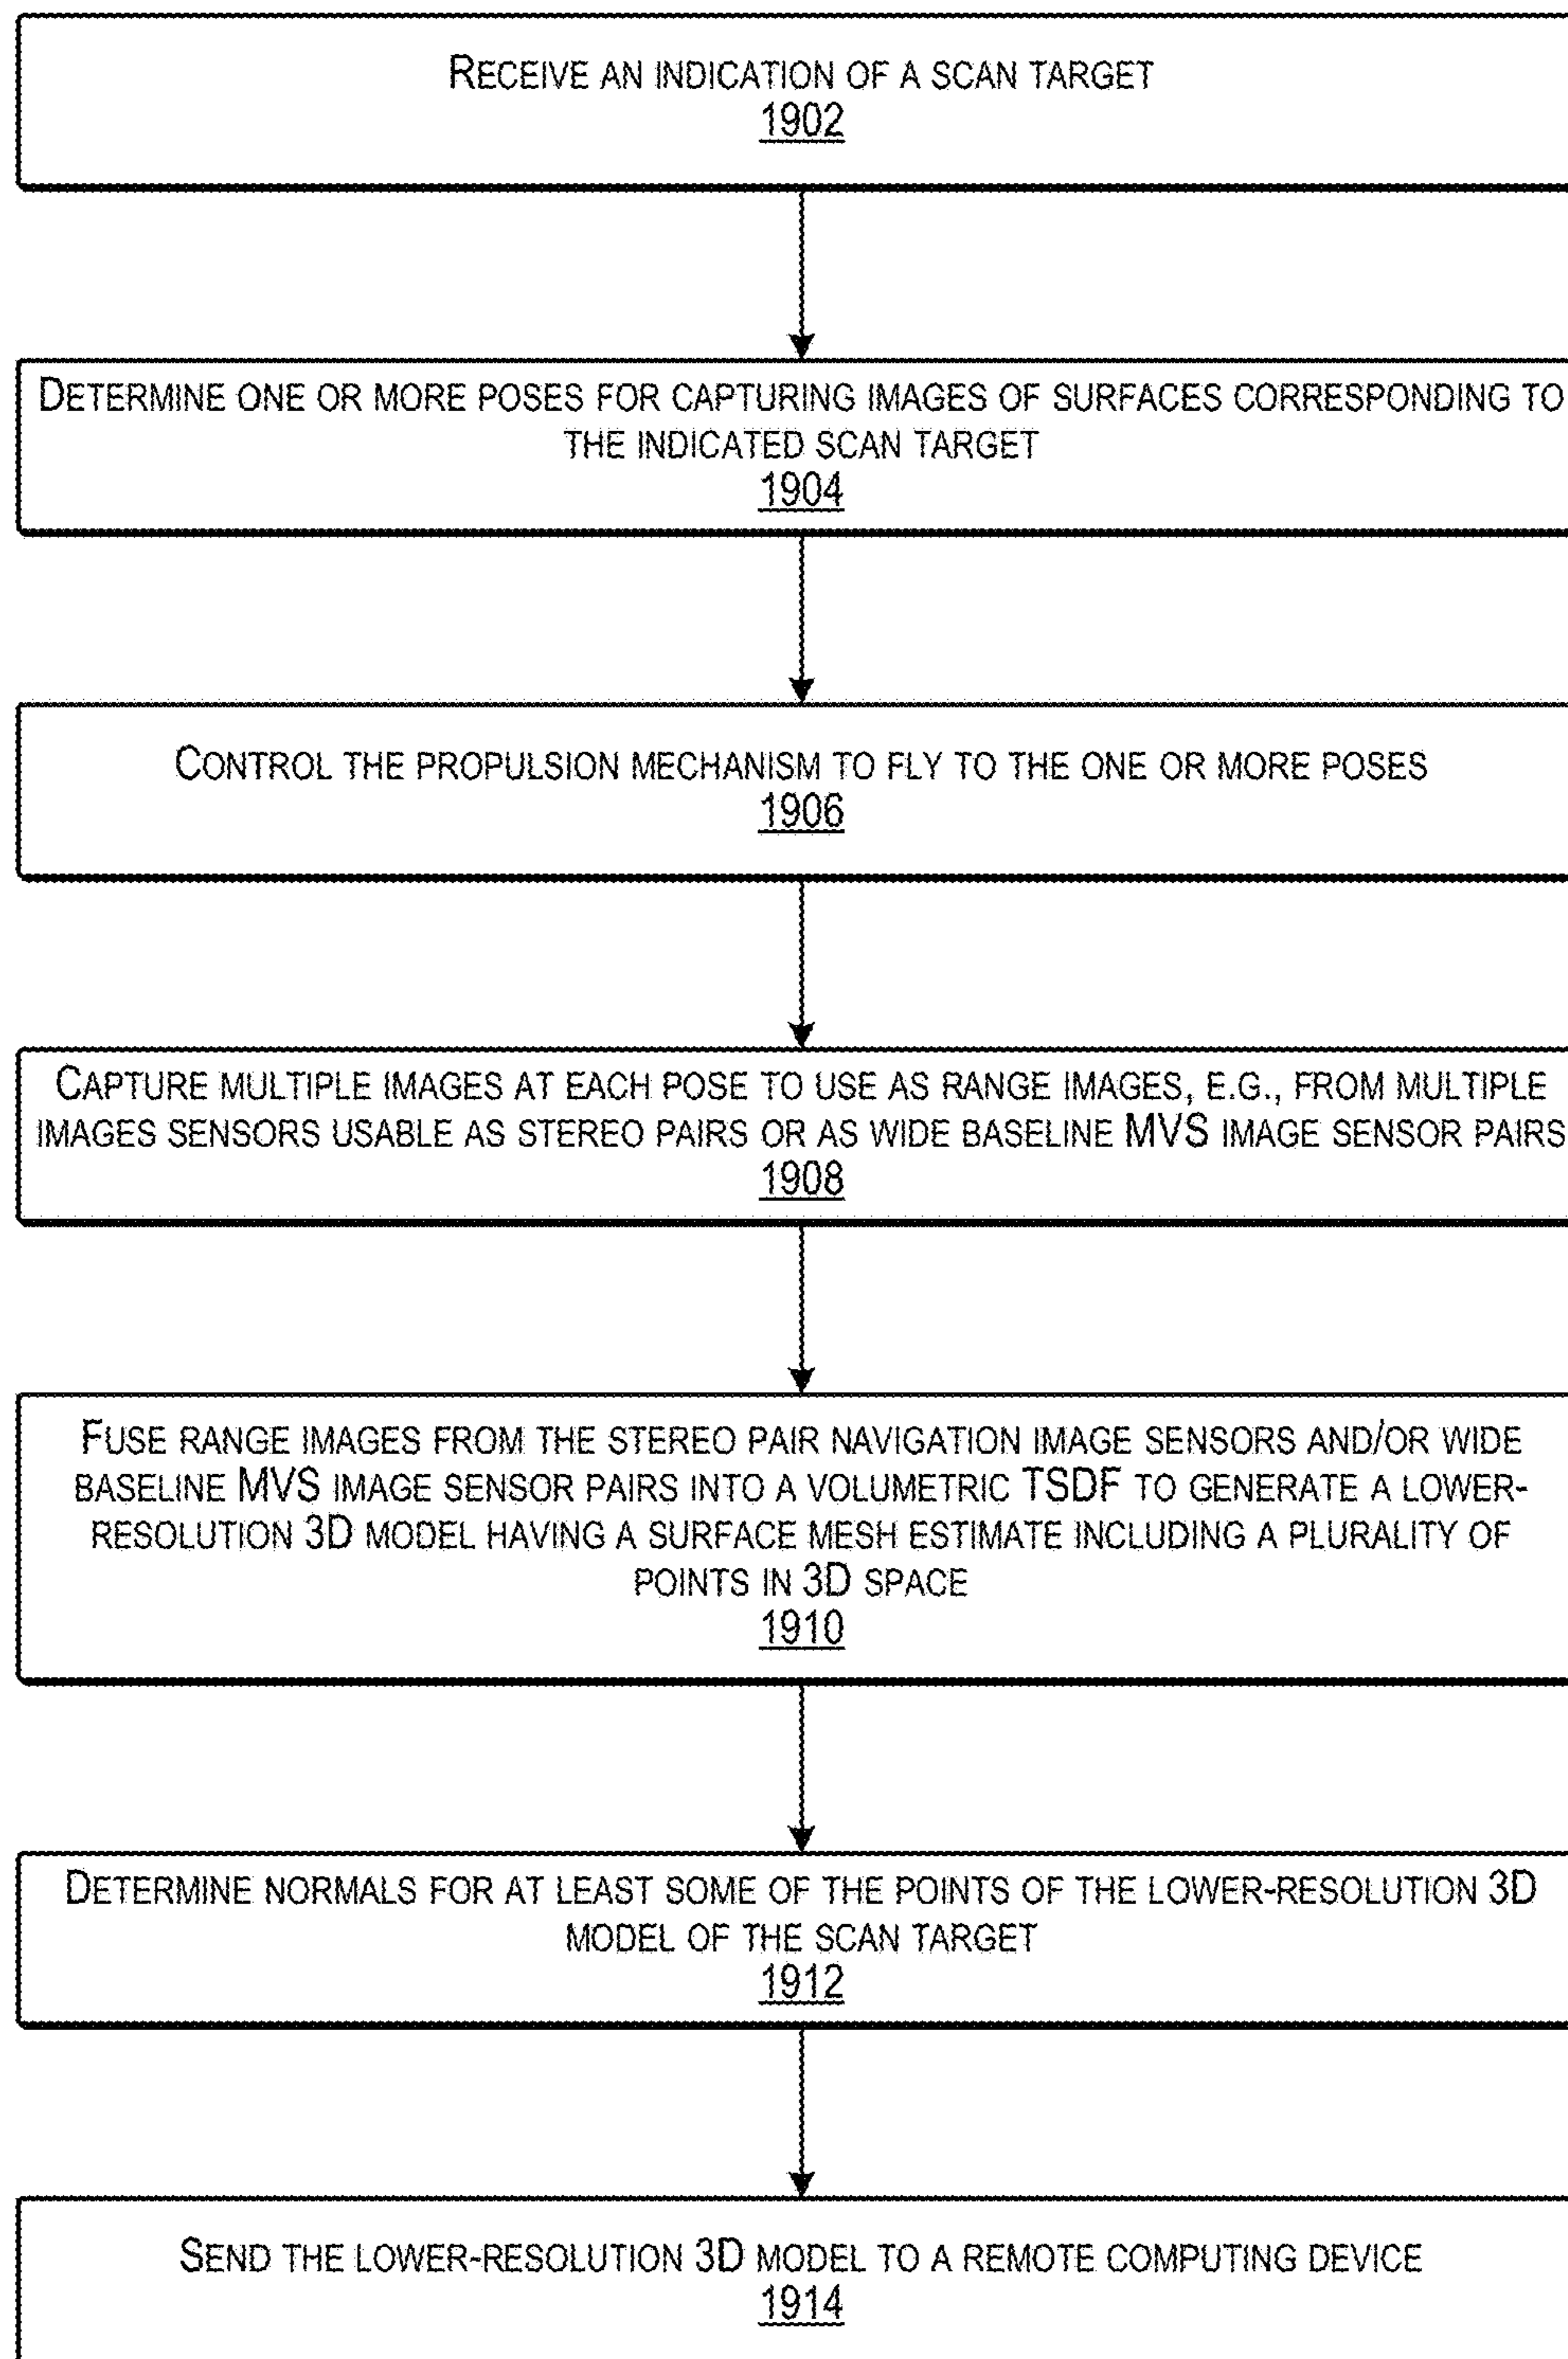 RECEIVE AN INDICATION OF A SCAN TARGET
1902
DETERMINE ONE OR MORE POSES FOR CAPTURING IMAGES OF SURFACES CORRESPONDING TO
THE INDICATED SCAN TARGET
1904
CONTROL THE PROPULSION MECHANISM TO FLY TO THE ONE OR MORE POSES
1906
CAPTURE MULTIPLE IMAGES AT EACH POSE TO USE AS RANGE IMAGES, E.G., FROM MULTIPLE
IMAGES SENSORS USABLE AS STEREO PAIRS OR AS WIDE BASELINE MVS IMAGE SENSOR PAIRS
1908
FUSE RANGE IMAGES FROM THE STEREO PAIR NAVIGATION IMAGE SENSORS AND/OR WIDE
BASELINE MVS IMAGE SENSOR PAIRS INTO A VOLUMETRIC TSDF TO GENERATE A LOWER-
RESOLUTION 3D MODEL HAVING A SURFACE MESH ESTIMATE INCLUDING A PLURALITY OF
POINTS IN 3D SPACE
1910
DETERMINE NORMALS FOR AT LEAST SOME OF THE POINTS OF THE LOWER-RESOLUTION 3D
MODEL OF THE SCAN TARGET
1912
SEND THE LOWER-RESOLUTION 3D MODEL TO A REMOTE COMPUTING DEVICE
1914